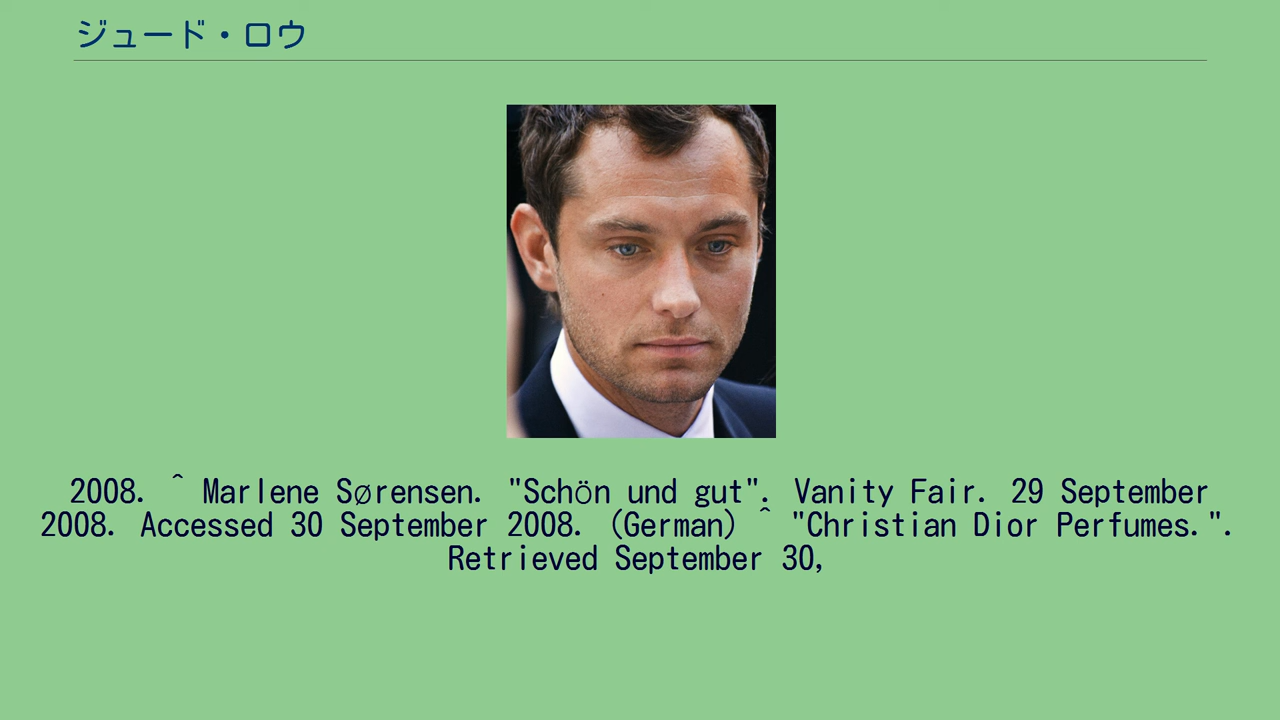 ジュード・ロウ
2008. ^ Marlene Sørensen. "Schön und gut". Vanity Fair. 29 September
2008. Accessed 30 September 2008. (German) ^ "Christian Dior Perfumes.".
Retrieved September 30,